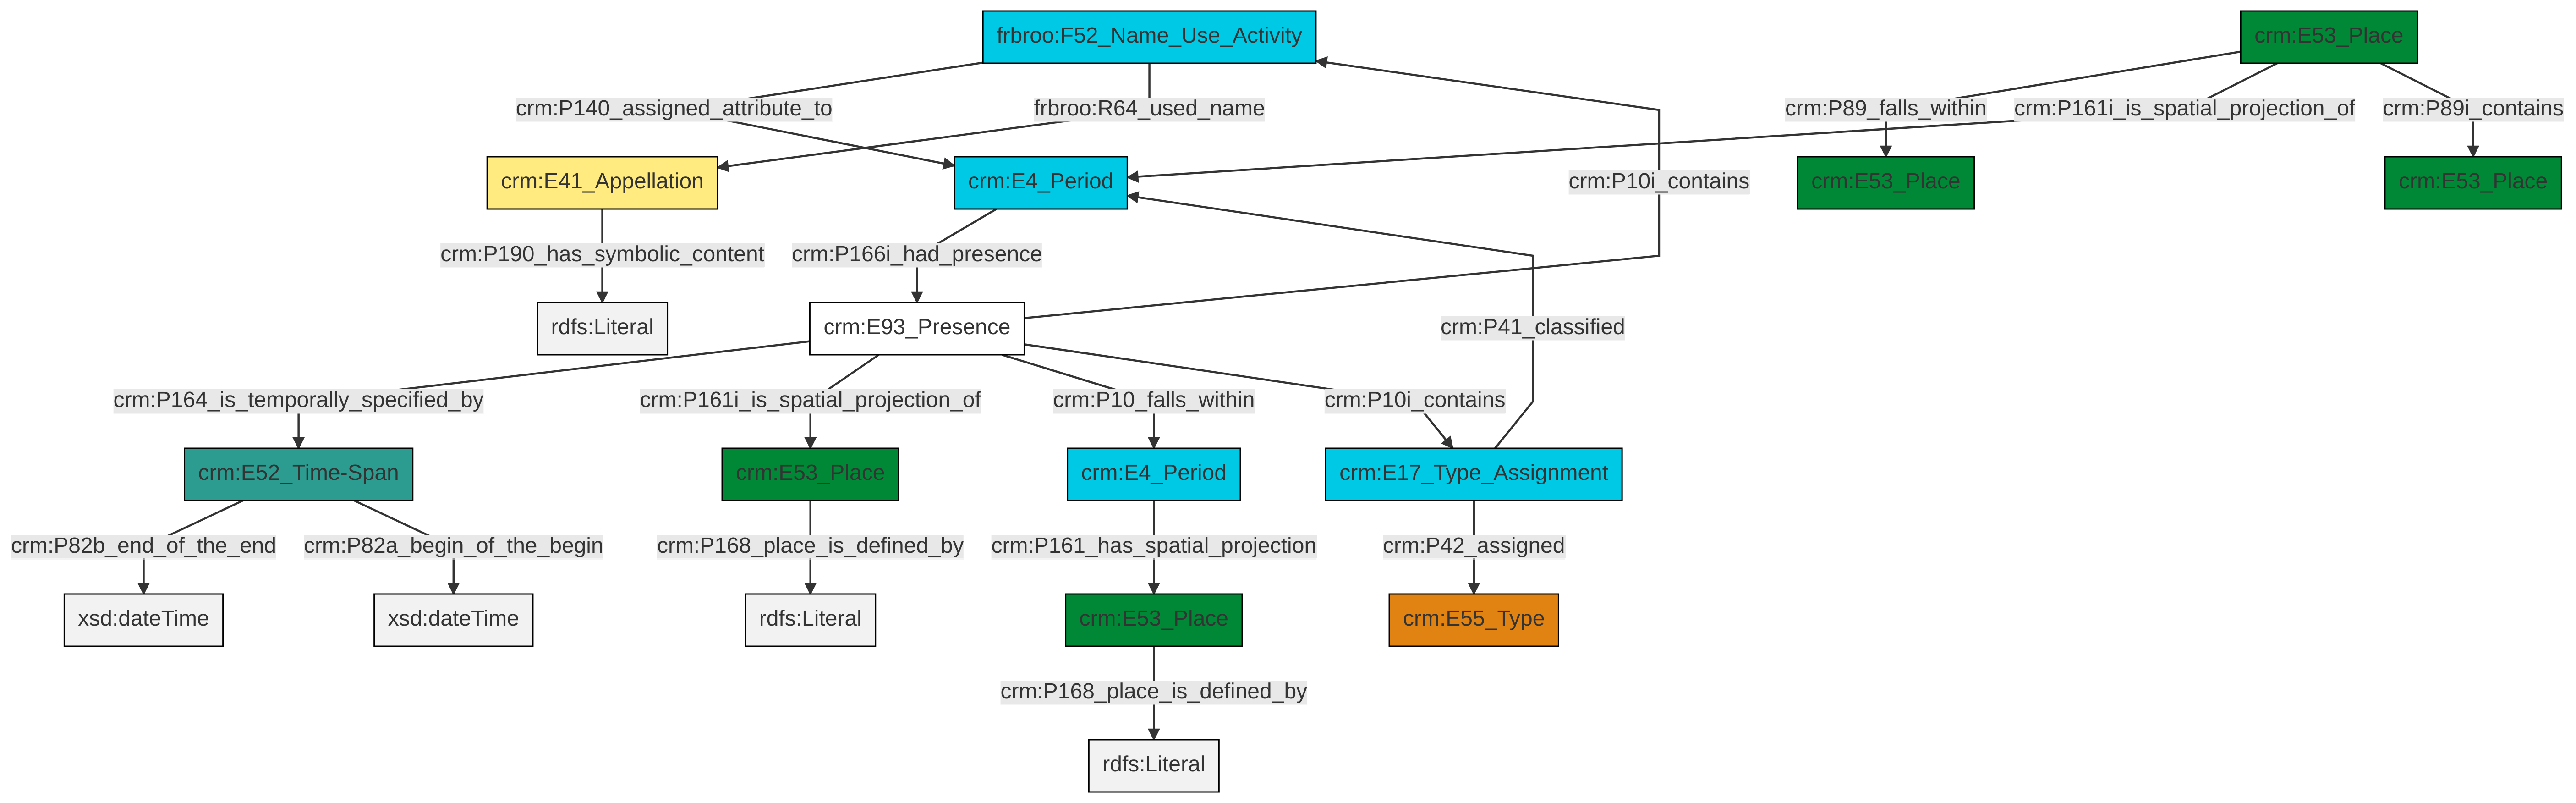 frbroo:F52_Name_Use_Activity
crm:E53_Place
crm:P140_assigned_attribute_to
frbroo:R64_used_name
crm:P89_falls_within
crm:P161i_is_spatial_projection_of
crm:P89i_contains
crm:E41_Appellation
crm:E4_Period
crm:P10i_contains
crm:E53_Place
crm:E53_Place
crm:P190_has_symbolic_content
crm:P166i_had_presence
rdfs:Literal
crm:E93_Presence
crm:P41_classified
crm:P164_is_temporally_specified_by
crm:P161i_is_spatial_projection_of
crm:P10_falls_within
crm:P10i_contains
crm:E52_Time-Span
crm:E53_Place
crm:E4_Period
crm:E17_Type_Assignment
crm:P82b_end_of_the_end
crm:P82a_begin_of_the_begin
crm:P168_place_is_defined_by
crm:P161_has_spatial_projection
crm:P42_assigned
xsd:dateTime
xsd:dateTime
rdfs:Literal
crm:E53_Place
crm:E55_Type
crm:P168_place_is_defined_by
rdfs:Literal